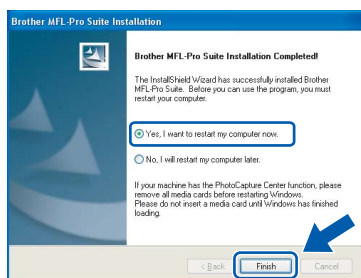 Brother MFL-Pro Suite Installation
Brother MFL-Pro Suite Installation Completed!
The InstallShield Wizard has successfully installed Brother
MFL-Pro Suite. Before you can use the program, you must
restart your computer.
Yes, I want to restart my computer now.
No, I will restart my computer later.
If your machine has the PhotoCapture Center function, please
remove all media cards before restarting Windows.
Please do not insert a media card until Windows has finished
loading.
< Back
Finish
Cancel